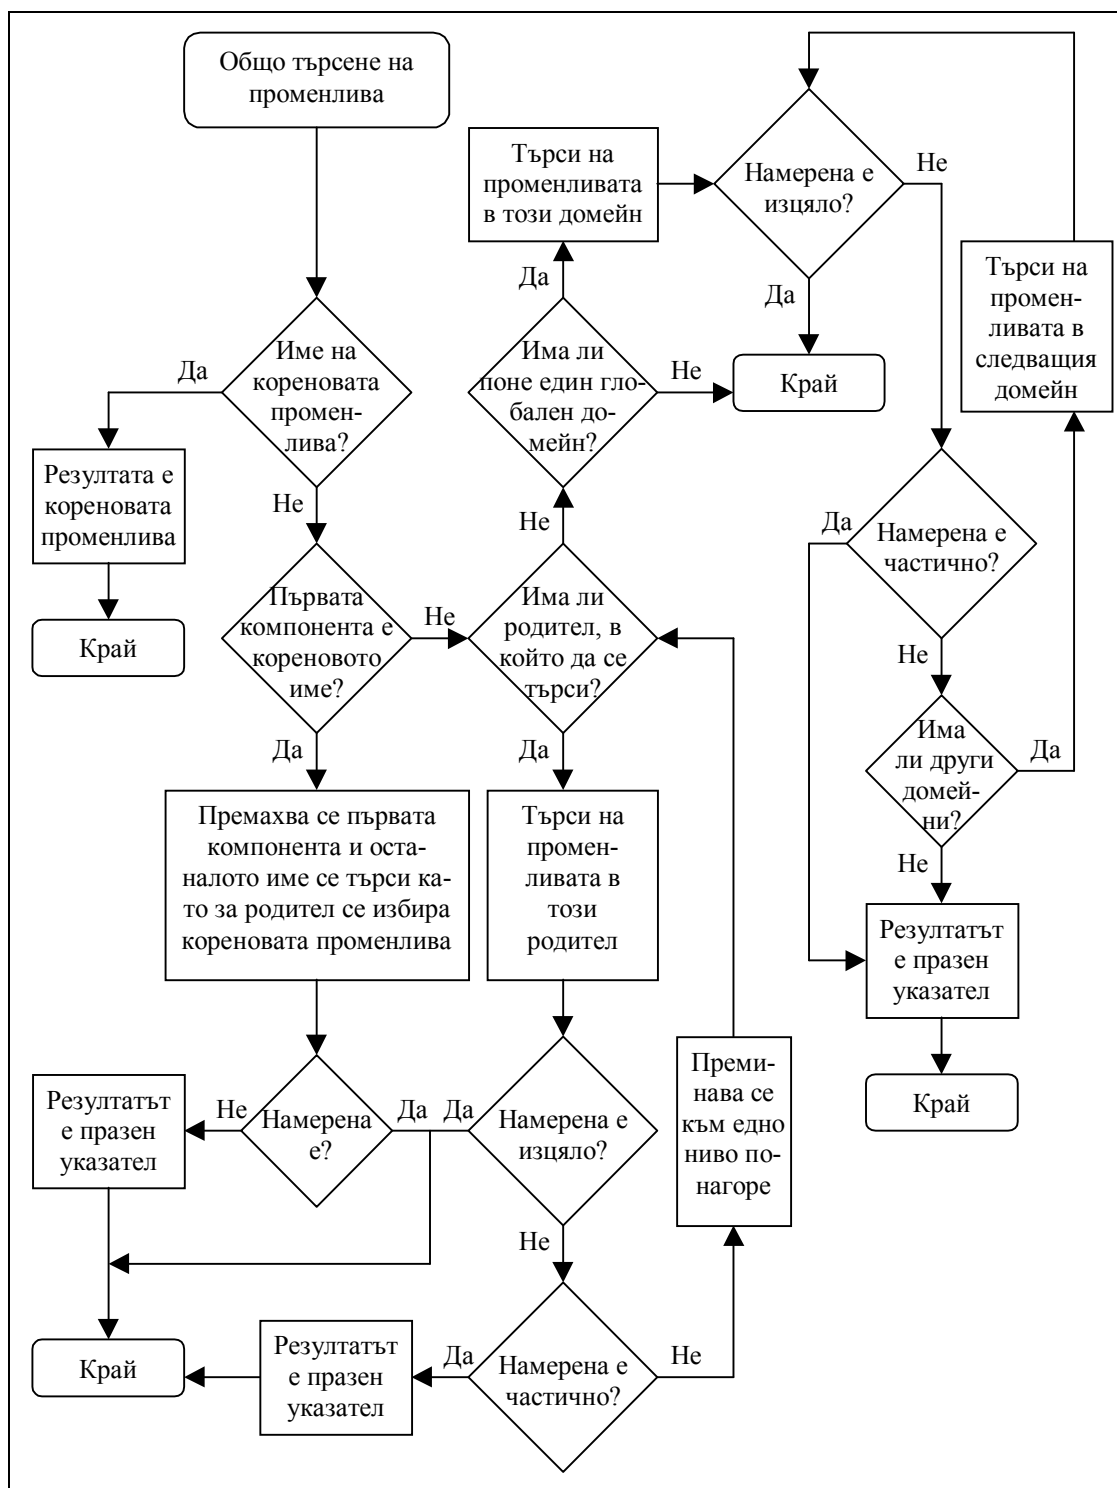 Общо търсене на
променлива
Име на
кореновата
промен-
лива?
Да
Не
Резултата е
кореновата
променлива
Край
Първата
компонента е
кореновото
име?
Не
Да
Премахва се първата
компонента и оста-
налото име се търси ка-
то за родител се избира
кореновата променлива
Намерена
е?
Не
Да
Резултатът
е празен
указател
Край
Има ли
родител, в
който да се
търси?
Не
Да
Търси на
промен-
ливата в
този
родител
Намерена е
изцяло?
Да
Не
Намерена е
частично?
Да
Не
Резултатът
е празен
указател
Преми-
нава се
към едно
ниво по-
нагоре
Има ли
поне един гло-
бален до-
мейн?
Да
Не
Търси на
променливата
в този домейн
Намерена е
изцяло?
Да
Не
Край
Намерена е
частично?
Да
Не
Има
ли други
домей-
ни?
Да
Не
Търси на
промен-
ливата в
следващия
домейн
Резултатът
е празен
указател
Край